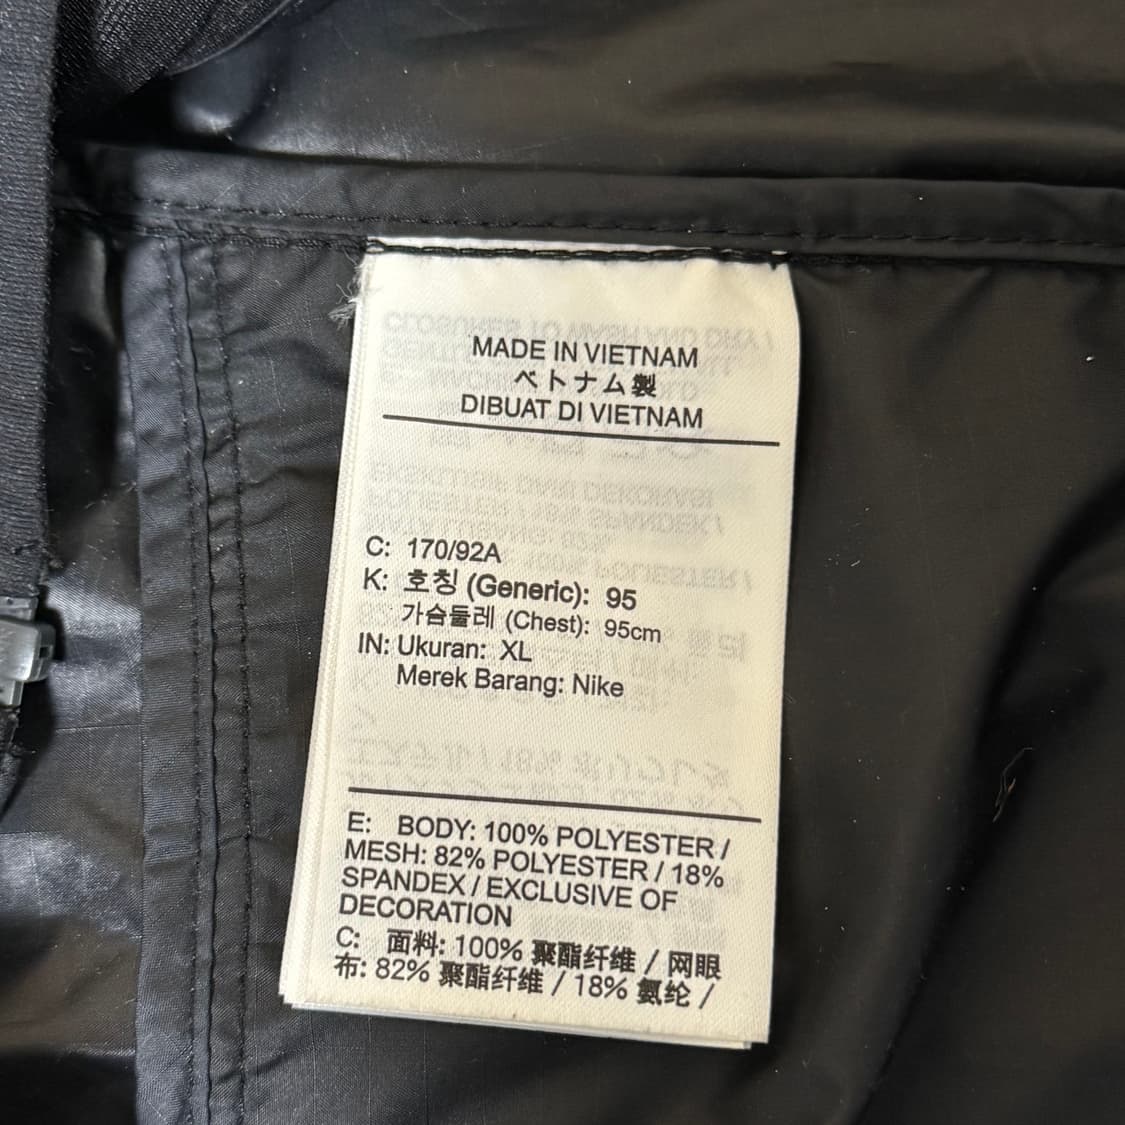 MADE IN VIETNAM
ベトナム製
DIBUAT DI VIETNAM
C: 170/92A
K: 호칭 (Generic): 95
가슴둘레 (Chest): 95cm
IN: Ukuran: XL
Merek Barang: Nike
E: BODY: 100% POLYESTER /
MESH: 82% POLYESTER / 18%
SPANDEX / EXCLUSIVE OF
DECORATION
C: 面料: 100% 聚酯纤维 / 网眼
布: 82% 聚酯纤维 / 18% 氨纶 /